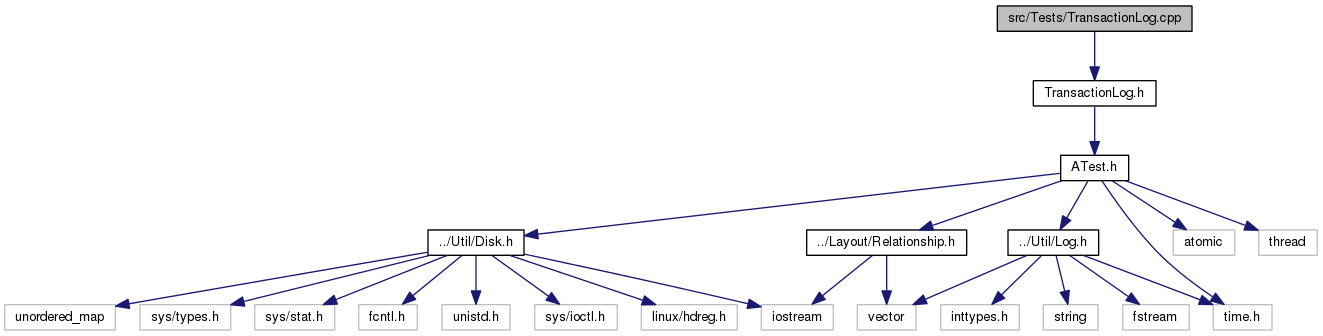 src/Tests/TransactionLog.cpp
TransactionLog.h
ATest.h
../Util/Disk.h
../Layout/Relationship.h
../Util/Log.h
atomic
thread
unordered_map
sys/types.h
sys/stat.h
fcntl.h
unistd.h
sys/ioctl.h
linux/hdreg.h
iostream
vector
inttypes.h
string
fstream
time.h